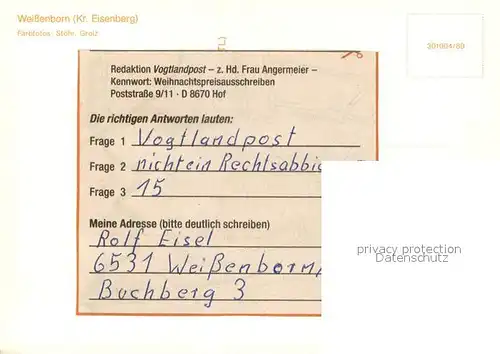 Weißenborn (Kr. Eisenberg)
Farbfotos: Stöhr, Greiz
201004/89
Redaktion Vogtlandpost – z. Hd. Frau Angermeier –
Kennwort: Weihnachtspreisausschreiben
Poststraße 9/11 · D 8670 Hof
Die richtigen Antworten lauten:
Frage 1 Vogtlandpost
Frage 2 nicht ein Rechtsabbie
Frage 3 15
Meine Adresse (bitte deutlich schreiben)
Rolf Eisel
6531 Weißenborn,
Buchberg 3
privacy protection
Datenschutz